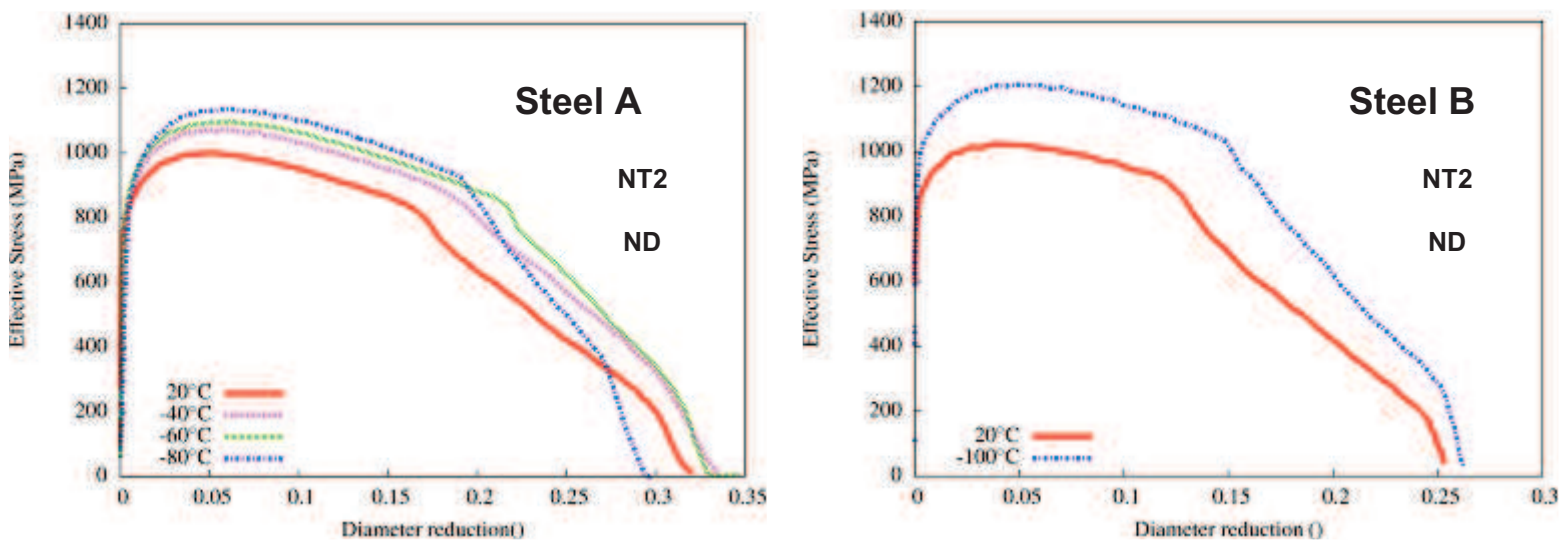 1400
1200
1000
800
600
400
200
0
Effective Stress (MPa)
Steel A
NT2
ND
20°C
-40°C
-60°C
-80°C
0 0.05 0.1 0.15 0.2 0.25 0.3 0.35
Diameter reduction()
1400
1200
1000
800
600
400
200
0
Effective Stress (MPa)
Steel B
NT2
ND
20°C
-100°C
0 0.05 0.1 0.15 0.2 0.25 0.3
Diameter reduction ()